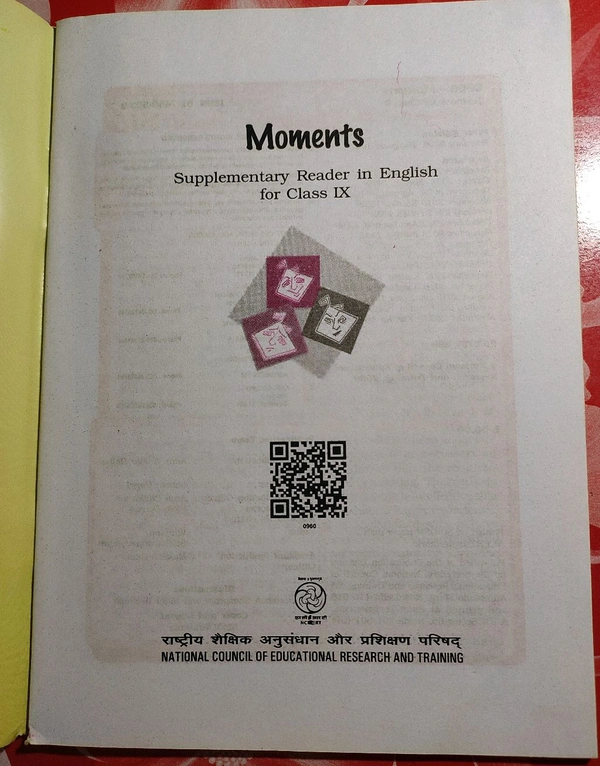 Moments
Supplementary Reader in English
for Class IX
0960
राष्ट्रीय शैक्षिक अनुसंधान और प्रशिक्षण परिषद्
NATIONAL COUNCIL OF EDUCATIONAL RESEARCH AND TRAINING